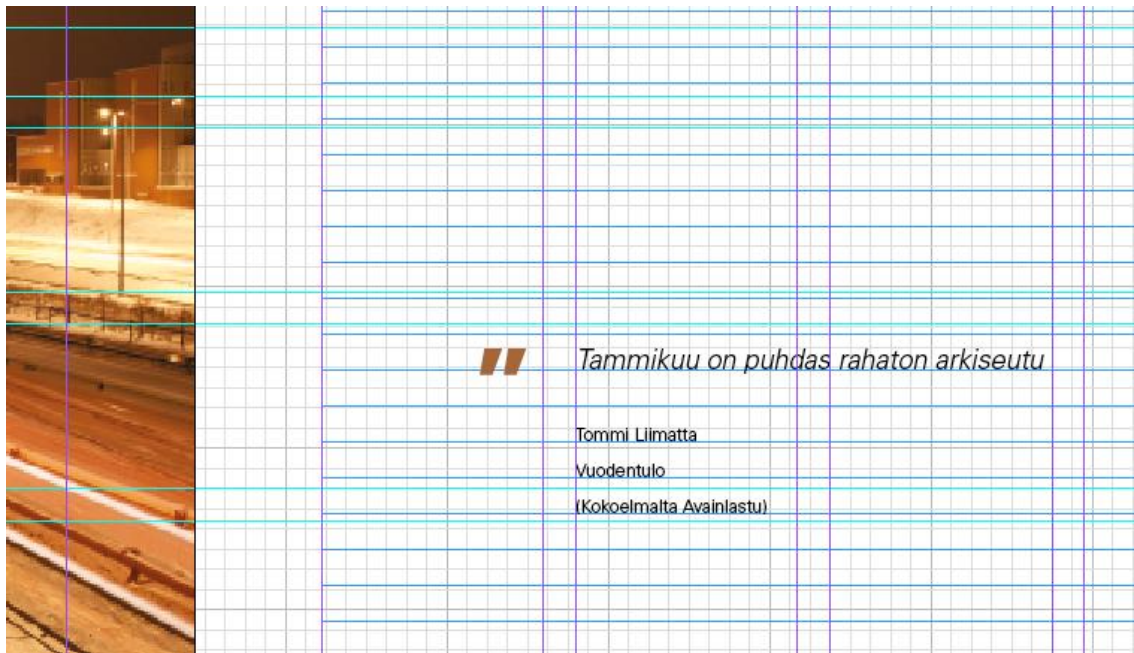 " Tammikuu on puhdas rahaton arkiseutu
Tommi Liimatta
Vuodentulo
(Kokoelmalta Avainlastu)